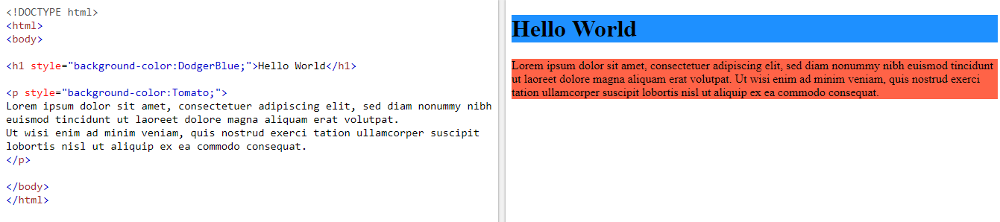 <!DOCTYPE html>
<html>
<body>
<h1 style="background-color:DodgerBlue;">Hello World</h1>
<p style="background-color:Tomato;">
Lorem ipsum dolor sit amet, consectetuer adipiscing elit, sed diam nonummy nibh
euismod tincidunt ut laoreet dolore magna aliquam erat volutpat.
Ut wisi enim ad minim veniam, quis nostrud exerci tation ullamcorper suscipit
lobortis nisl ut aliquip ex ea commodo consequat.
</p>
</body>
</html>
Hello World
Lorem ipsum dolor sit amet, consectetuer adipiscing elit, sed diam nonummy nibh euismod tincidunt
ut laoreet dolore magna aliquam erat volutpat. Ut wisi enim ad minim veniam, quis nostrud exerci
tation ullamcorper suscipit lobortis nisl ut aliquip ex ea commodo consequat.